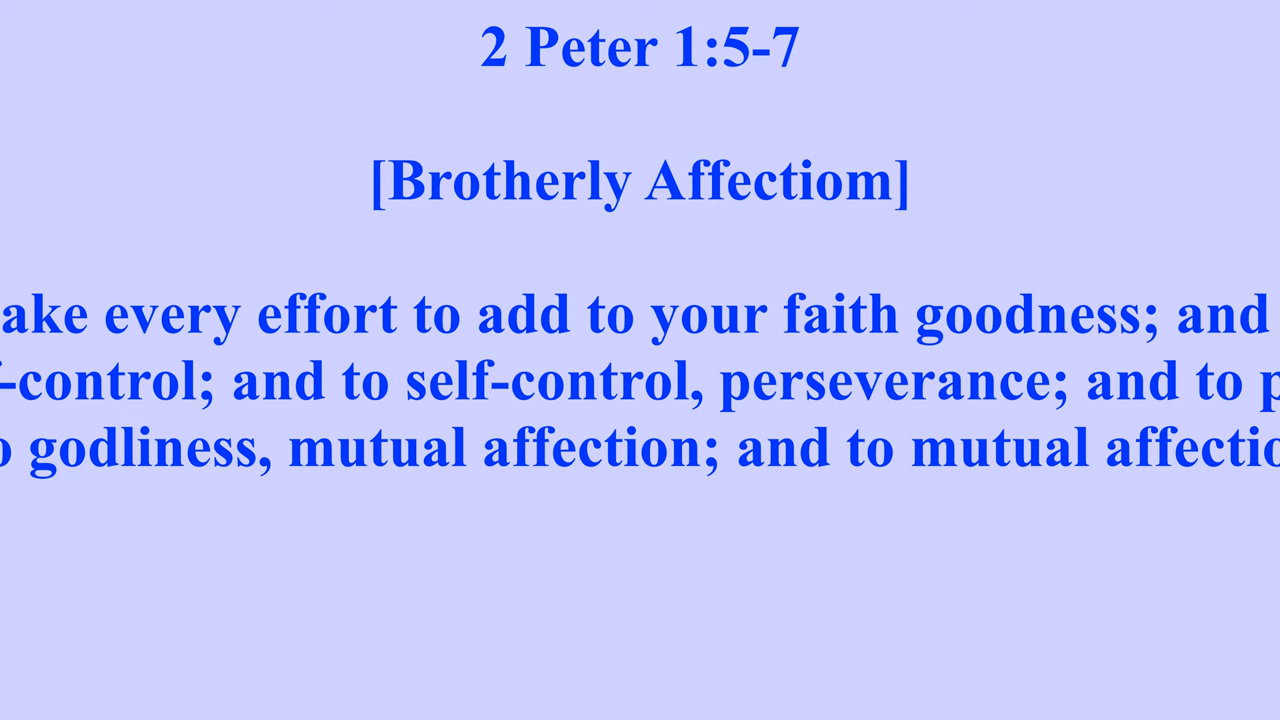 2 Peter 1:5-7
[Brotherly Affectiom]
ake every effort to add to your faith goodness; and
-control; and to self-control, perseverance; and to p
o godliness, mutual affection; and to mutual affectio